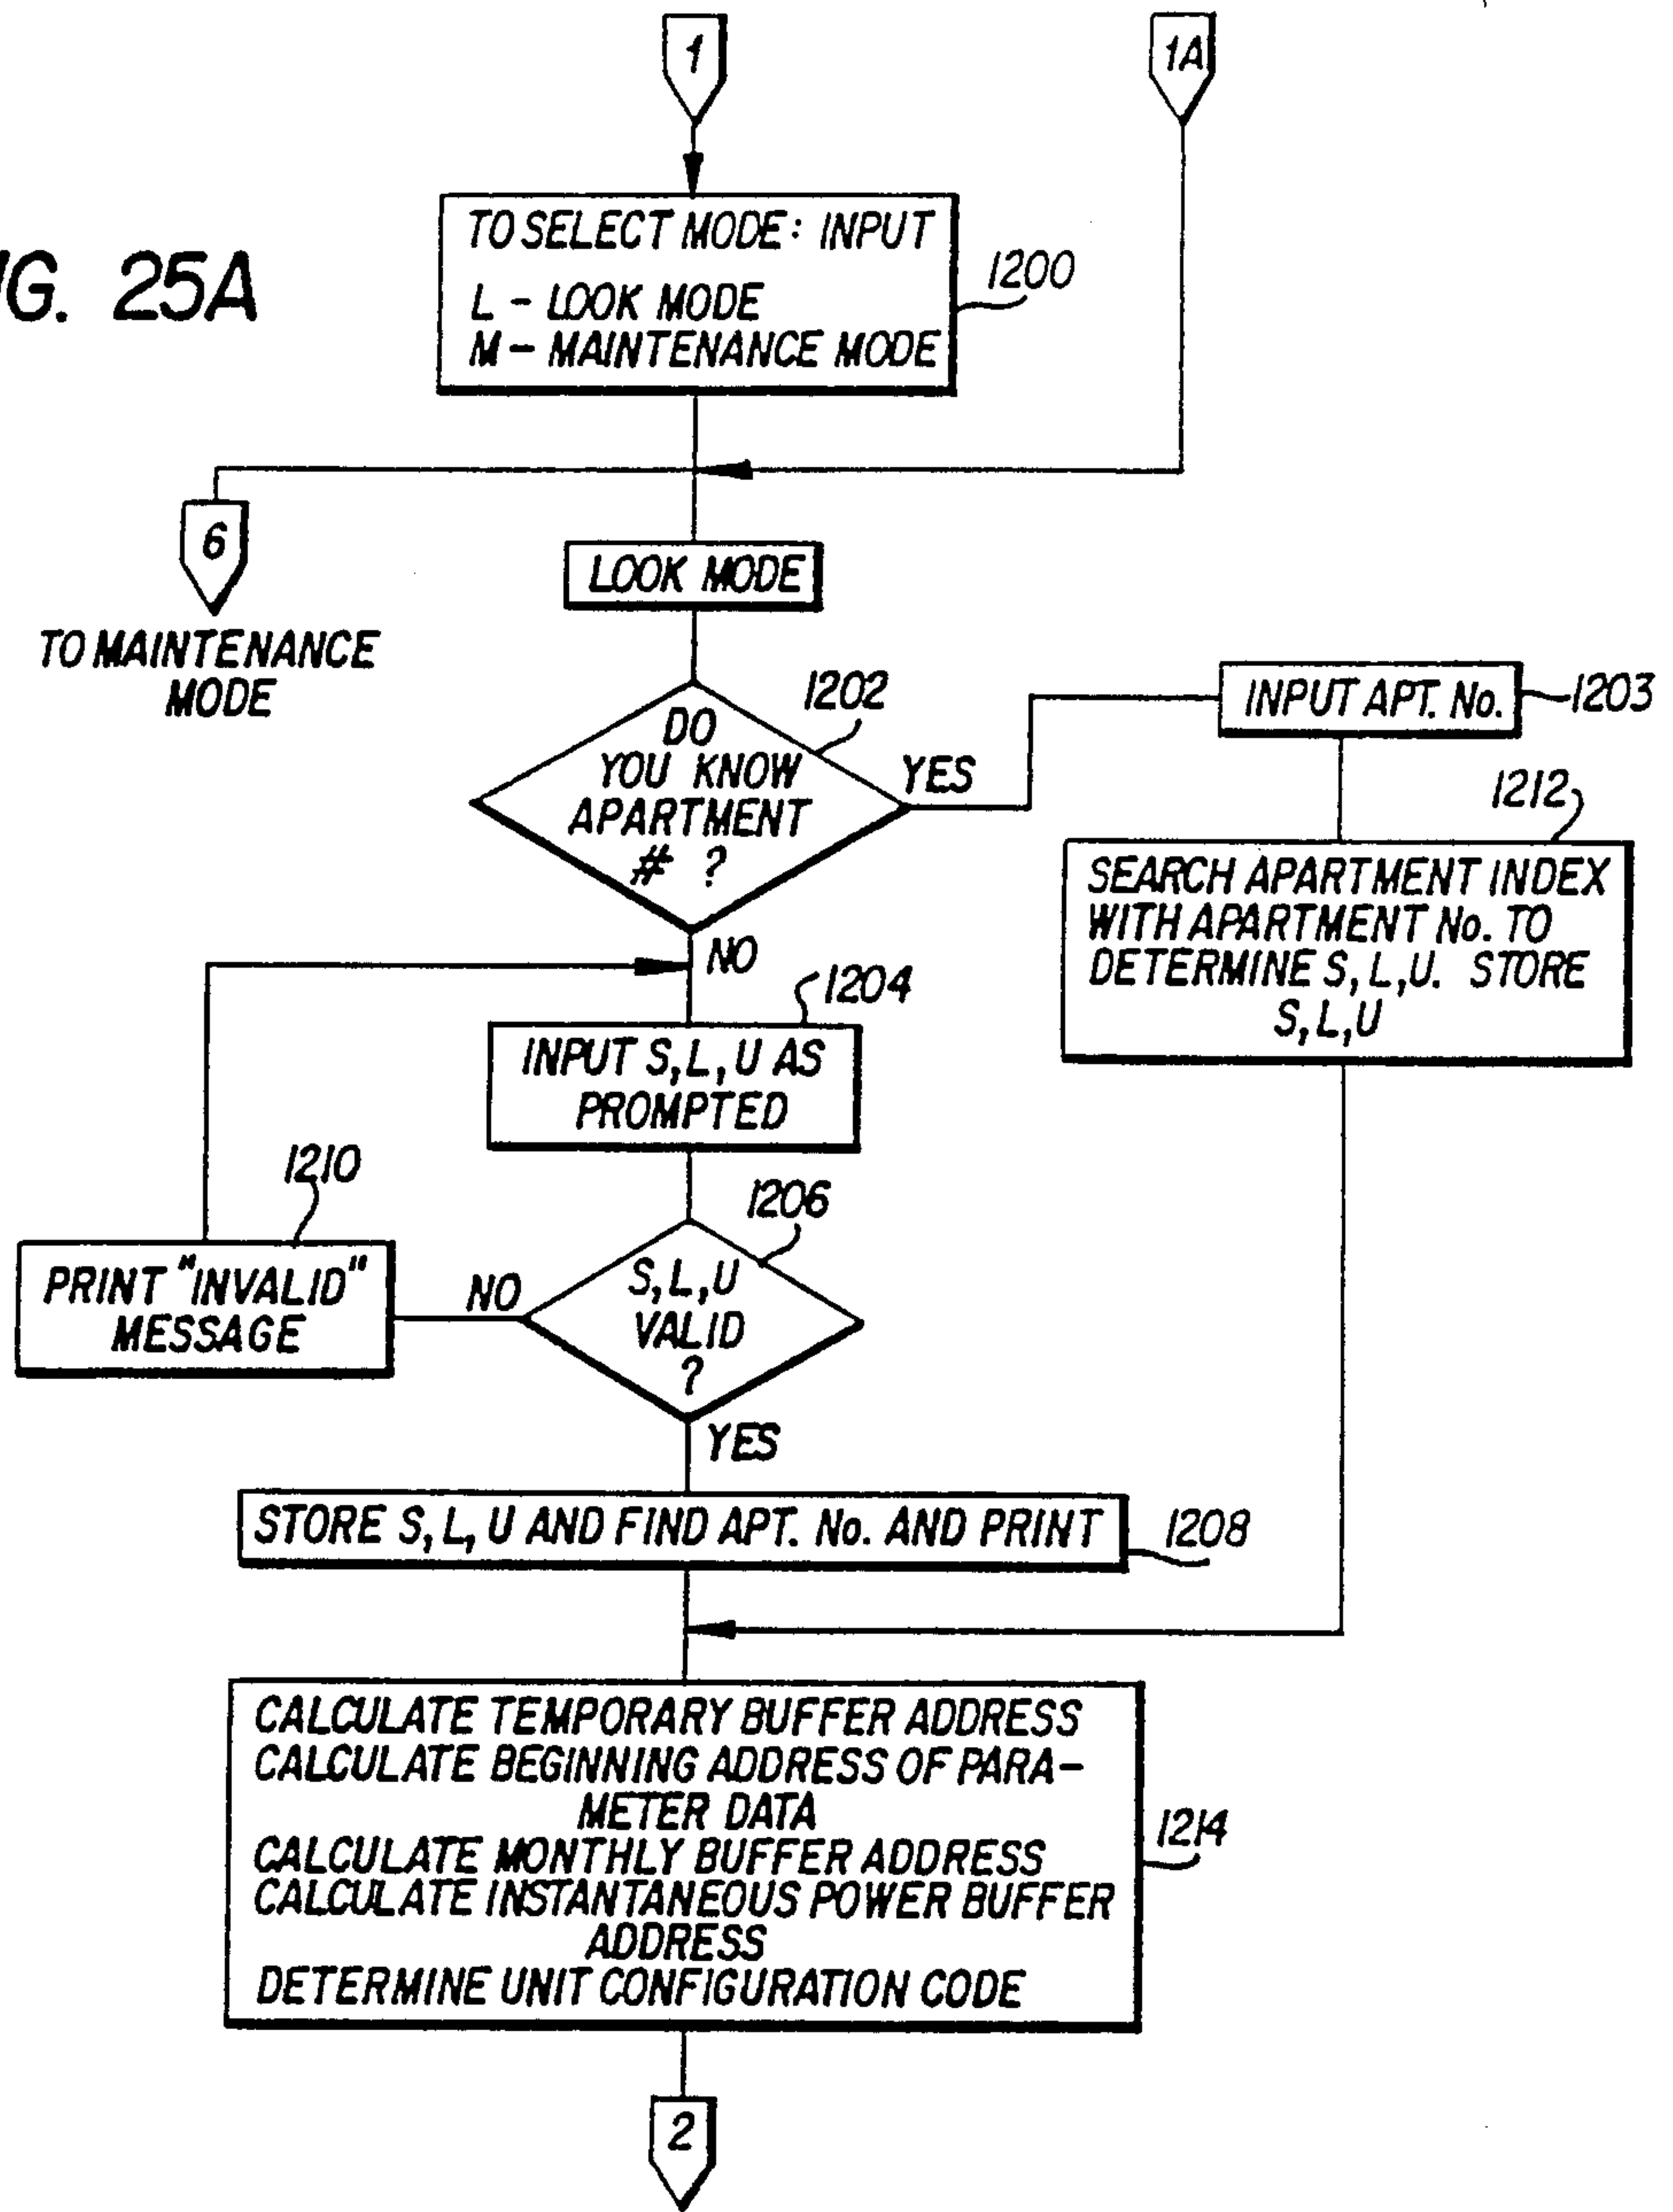 1
1A
TO SELECT MODE: INPUT
L - LOOK MODE
M - MAINTENANCE MODE
1200
FIG. 25A
6
TO MAINTENANCE
MODE
LOOK MODE
DO
YOU KNOW
APARTMENT
# ?
1202
YES
INPUT APT. No.
1203
1212
SEARCH APARTMENT INDEX
WITH APARTMENT No. TO
DETERMINE S, L, U. STORE
S, L, U
NO
1204
INPUT S, L, U AS
PROMPTED
1210
PRINT "INVALID"
MESSAGE
NO
1206
S, L, U
VALID
?
YES
STORE S, L, U AND FIND APT. No. AND PRINT
1208
CALCULATE TEMPORARY BUFFER ADDRESS
CALCULATE BEGINNING ADDRESS OF PARA-
METER DATA
CALCULATE MONTHLY BUFFER ADDRESS
CALCULATE INSTANTANEOUS POWER BUFFER
ADDRESS
DETERMINE UNIT CONFIGURATION CODE
1214
2